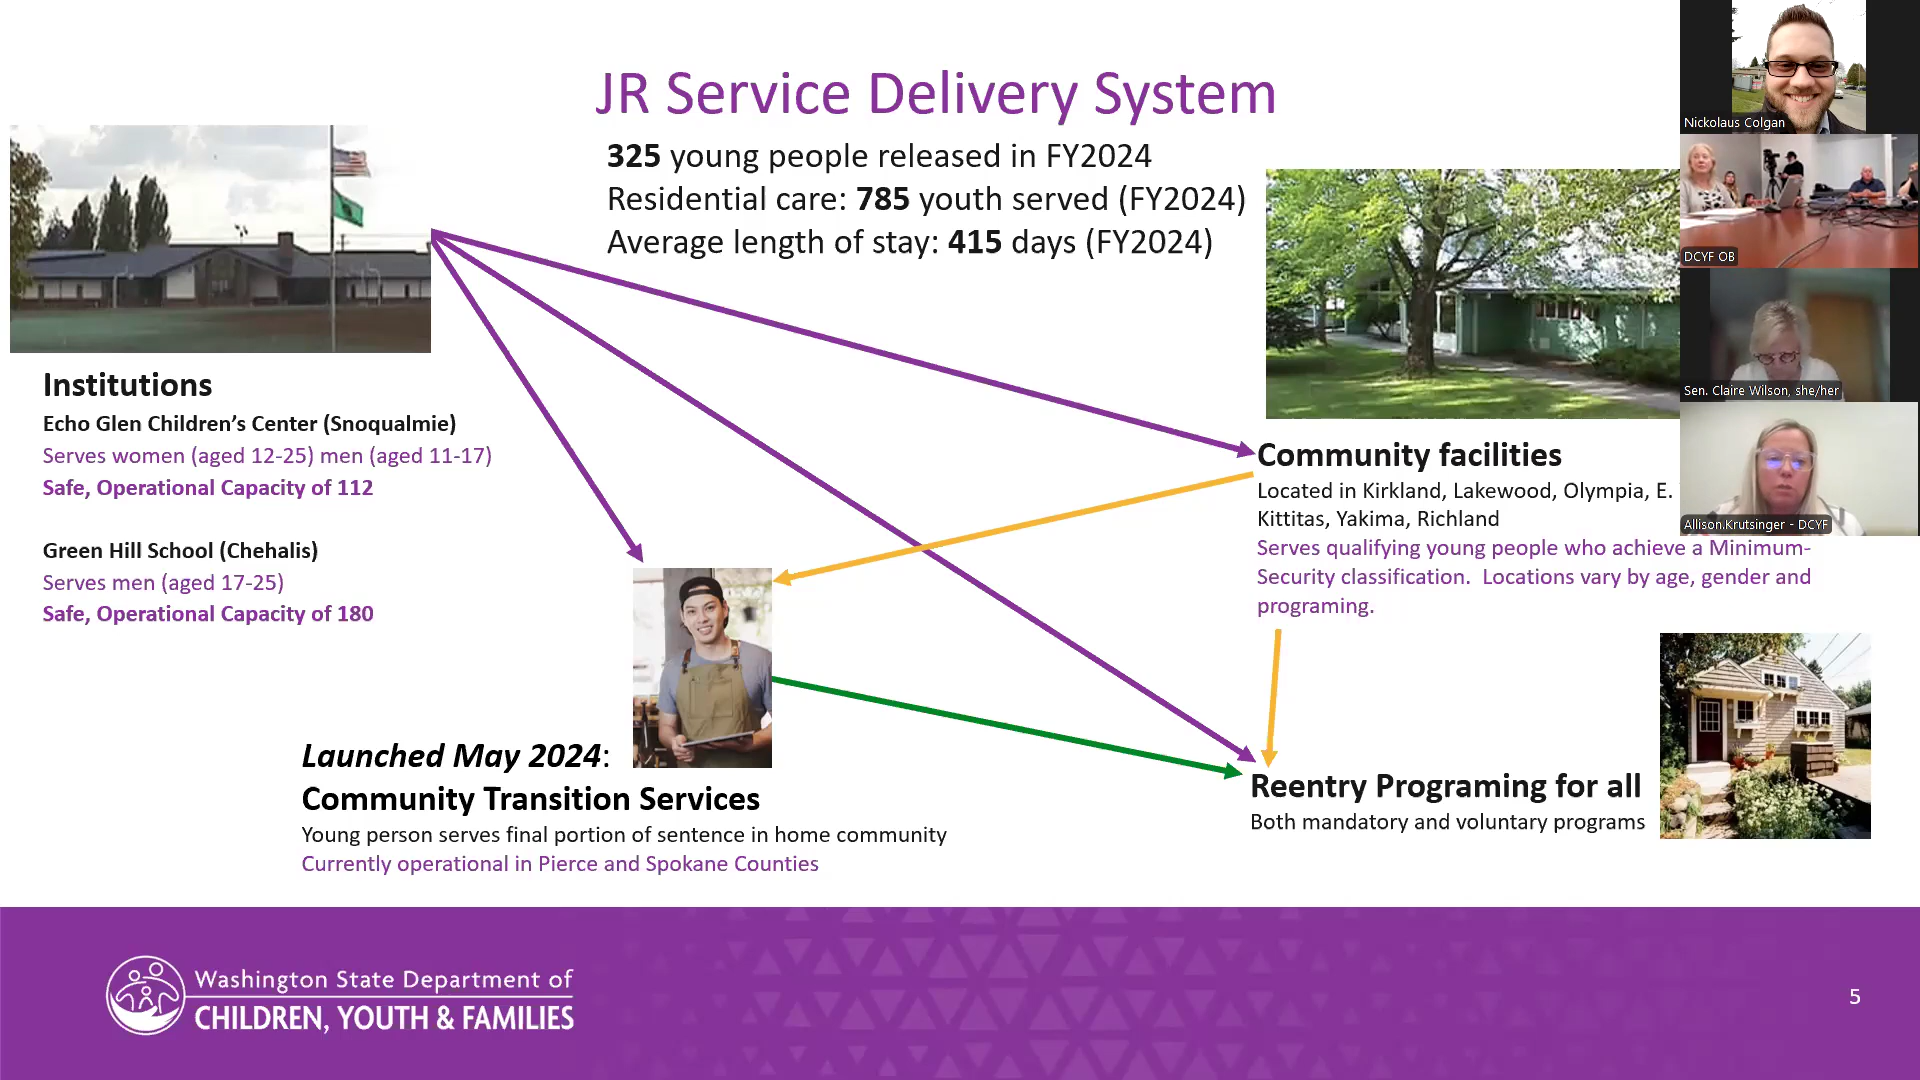 JR Service Delivery System
325 young people released in FY2024
Residential care: 785 youth served (FY2024)
Average length of stay: 415 days (FY2024)
Institutions
Echo Glen Children’s Center (Snoqualmie)
Serves women (aged 12-25) men (aged 11-17)
Safe, Operational Capacity of 112
Green Hill School (Chehalis)
Serves men (aged 17-25)
Safe, Operational Capacity of 180
Community facilities
Located in Kirkland, Lakewood, Olympia, E.
Kittitas, Yakima, Richland
Serves qualifying young people who achieve a Minimum-
Security classification. Locations vary by age, gender and
programing.
Launched May 2024:
Community Transition Services
Young person serves final portion of sentence in home community
Currently operational in Pierce and Spokane Counties
Reentry Programing for all
Both mandatory and voluntary programs
Nickolaus Colgan
DCYF OB
Sen. Claire Wilson, she/her
Allison.Krutsinger - DCYF
Washington State Department of
CHILDREN, YOUTH & FAMILIES
5